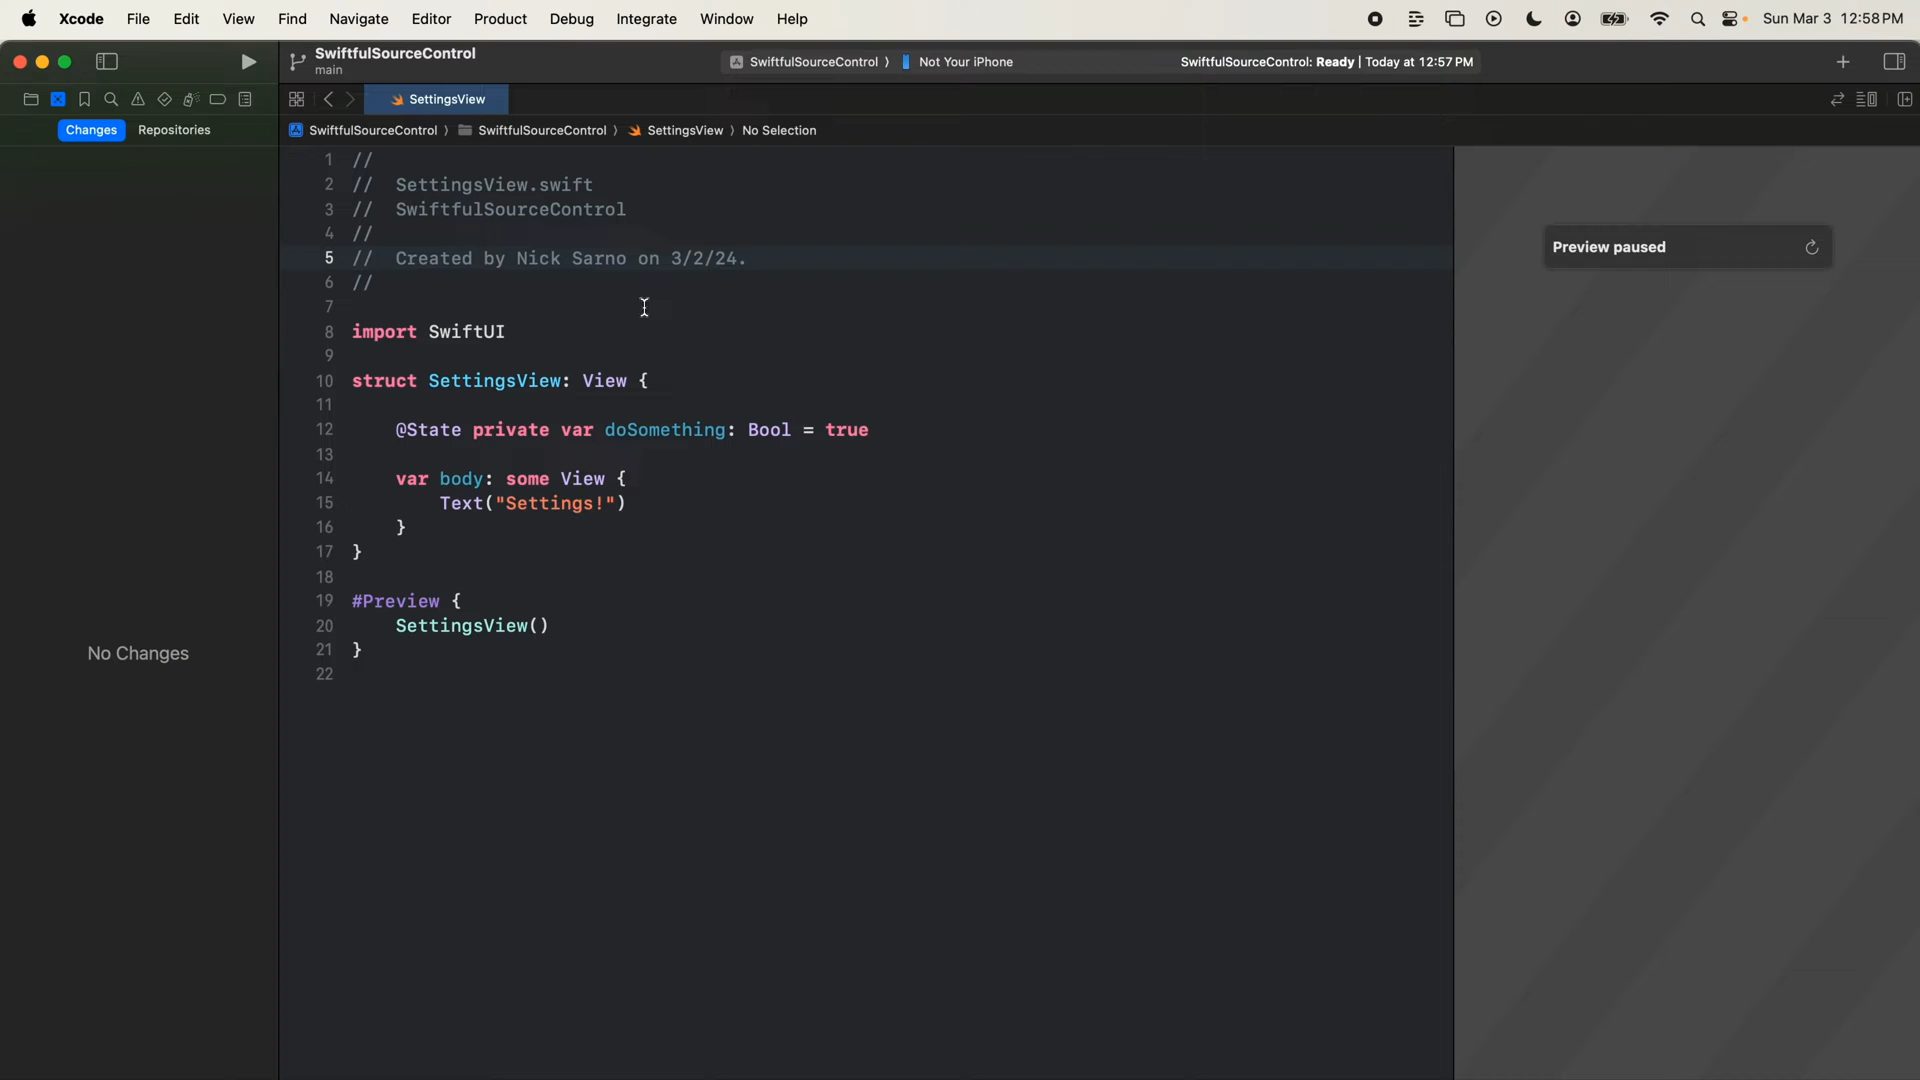 Xcode File Edit View Find Navigate Editor Product Debug Integrate Window Help Sun Mar 3 12:58 PM
SwiftfulSourceControl
main
SwiftfulSourceControl 〉 Not Your iPhone SwiftfulSourceControl: Ready | Today at 12:57 PM
SettingsView
Changes Repositories
SwiftfulSourceControl 〉 SwiftfulSourceControl 〉 SettingsView 〉 No Selection
1 //
2 //  SettingsView.swift
3 //  SwiftfulSourceControl
4 //
5 //  Created by Nick Sarno on 3/2/24.
6 //
7
8 import SwiftUI
9
10 struct SettingsView: View {
11
12     @State private var doSomething: Bool = true
13
14     var body: some View {
15         Text("Settings!")
16     }
17 }
18
19 #Preview {
20     SettingsView()
21 }
22
No Changes
Preview paused